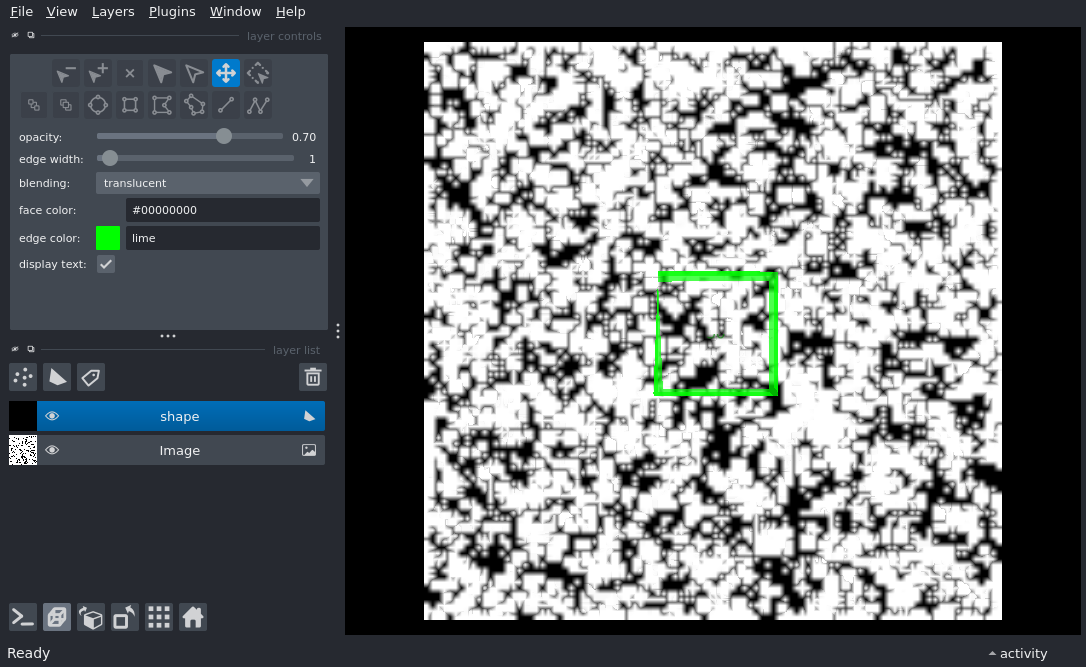 File View Layers Plugins Window Help
layer controls
opacity: 0.70
edge width: 1
blending: translucent
face color: #00000000
edge color: lime
display text:
layer list
shape
Image
Ready
activity